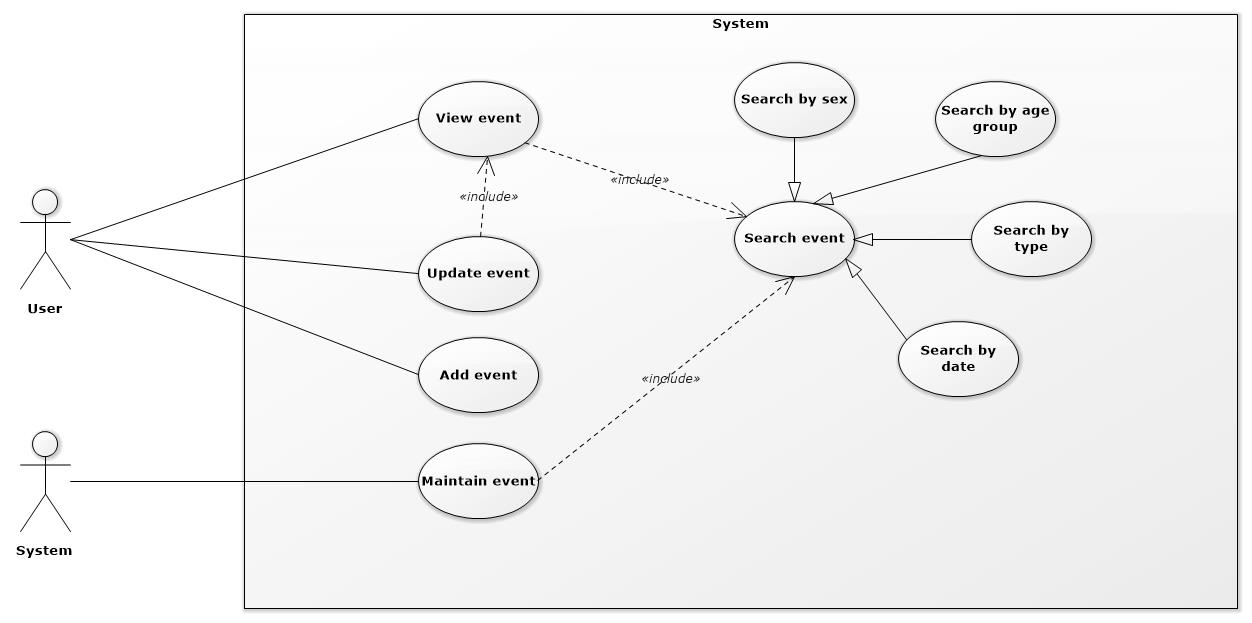 System
Search by sex
Search by age
group
View event
«include»
«include»
Search event
Search by
type
Update event
User
Search by
date
Add event
«include»
Maintain event
System